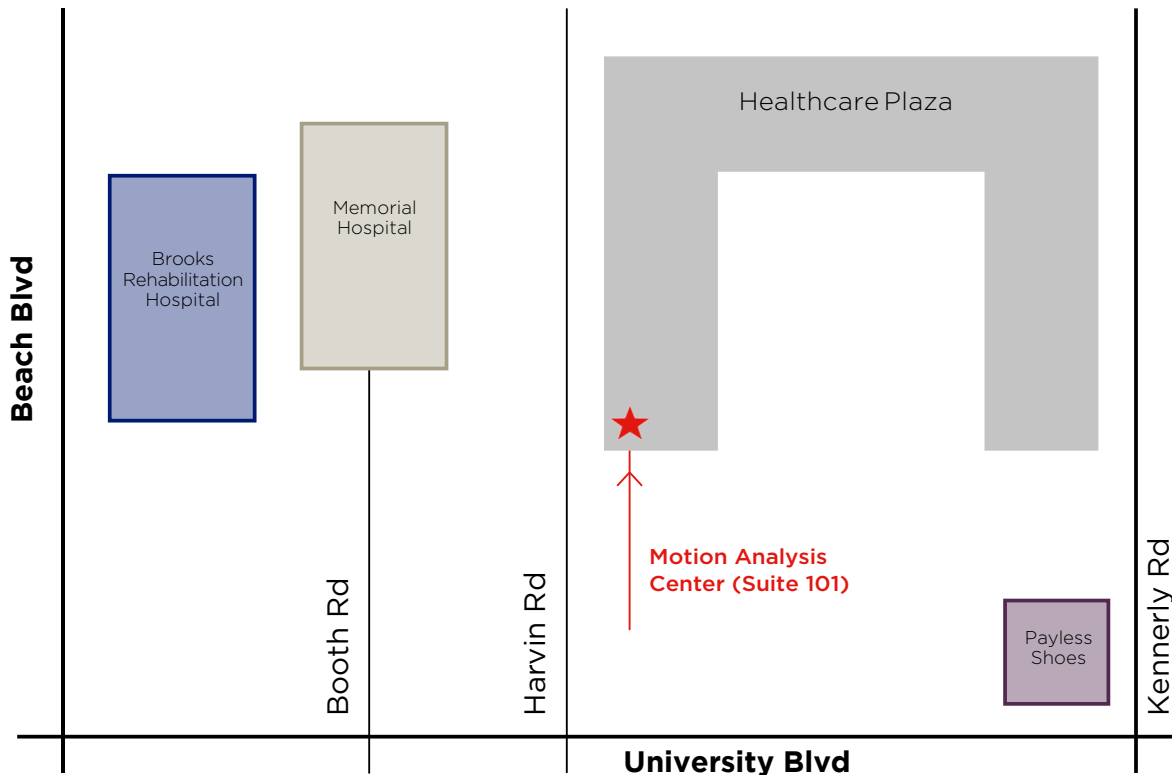 Healthcare Plaza
Memorial
Hospital
Brooks
Rehabilitation
Hospital
Beach Blvd
Motion Analysis
Center (Suite 101)
Booth Rd
Harvin Rd
Payless
Shoes
Kennerly Rd
University Blvd